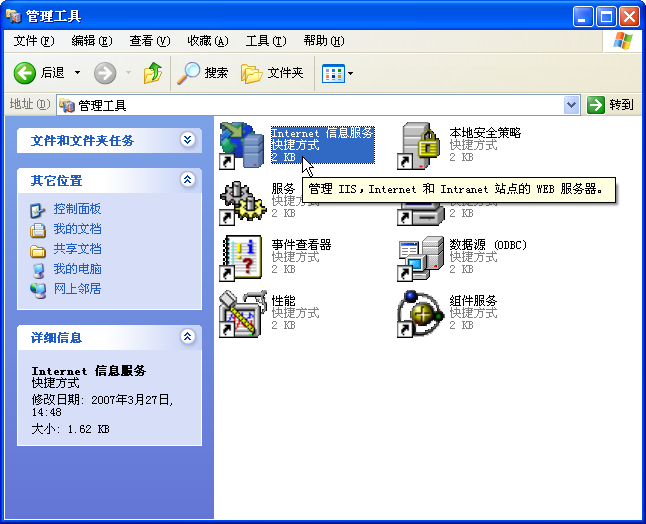 管理工具
文件(F) 编辑(E) 查看(V) 收藏(A) 工具(T) 帮助(H)
后退 搜索 文件夹
地址(D) 管理工具 转到
文件和文件夹任务
其它位置
控制面板
我的文档
共享文档
我的电脑
网上邻居
详细信息
Internet 信息服务
快捷方式
修改日期: 2007年3月27日,
14:48
大小: 1.62 KB
Internet 信息服务
快捷方式
2 KB
本地安全策略
快捷方式
2 KB
管理 IIS,Internet 和 Intranet 站点的 WEB 服务器。
服务
快捷方式
2 KB
快捷方式
2 KB
事件查看器
快捷方式
2 KB
数据源 (ODBC)
快捷方式
2 KB
性能
快捷方式
2 KB
组件服务
快捷方式
2 KB